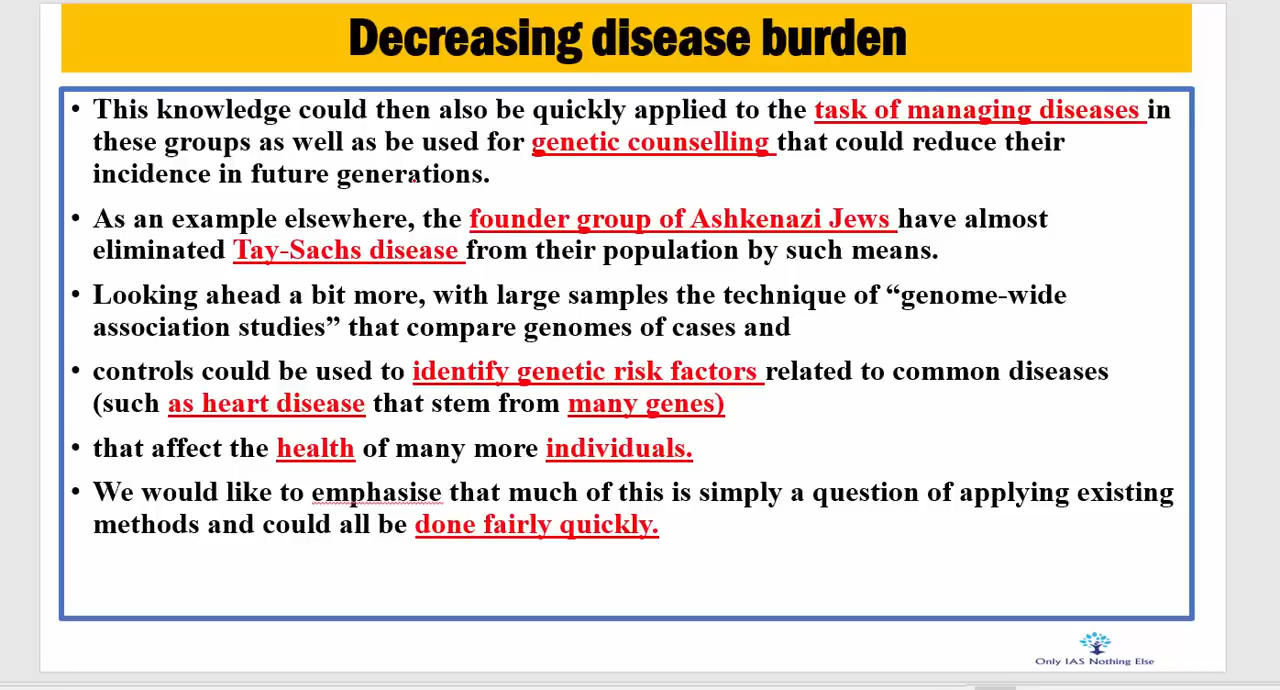 Decreasing disease burden
• This knowledge could then also be quickly applied to the task of managing diseases in
these groups as well as be used for genetic counselling that could reduce their
incidence in future generations.
• As an example elsewhere, the founder group of Ashkenazi Jews have almost
eliminated Tay-Sachs disease from their population by such means.
• Looking ahead a bit more, with large samples the technique of “genome-wide
association studies” that compare genomes of cases and
• controls could be used to identify genetic risk factors related to common diseases
(such as heart disease that stem from many genes)
• that affect the health of many more individuals.
• We would like to emphasise that much of this is simply a question of applying existing
methods and could all be done fairly quickly.
Only IAS Nothing Else